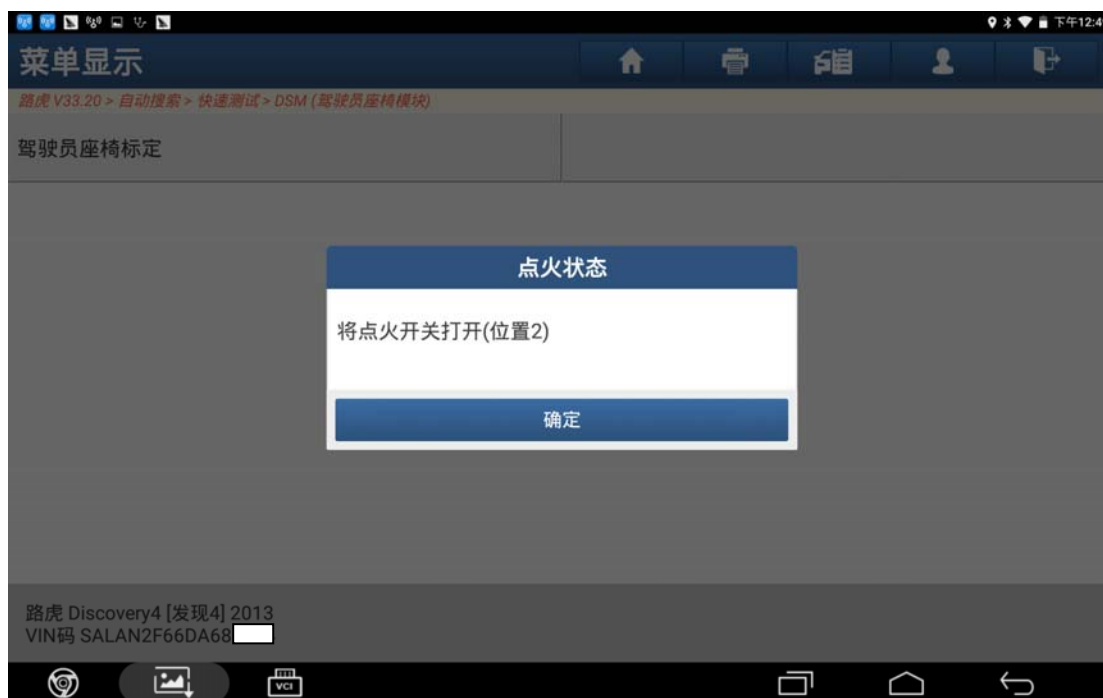 下午12:4
菜单显示
路虎 V33.20 > 自动搜索 > 快速测试 > DSM (驾驶员座椅模块)
驾驶员座椅标定
点火状态
将点火开关打开(位置2)
确定
路虎 Discovery4 [发现4] 2013
VIN码 SALAN2F66DA68
VCI